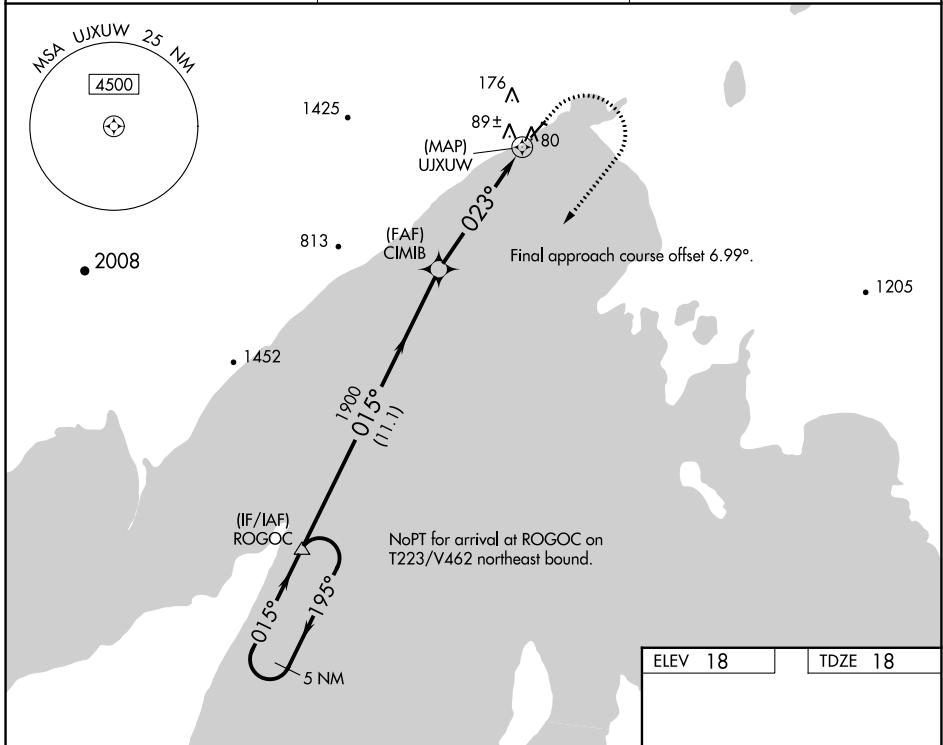 MSA UJXUW 25 NM
4500
1425
176
89±
80
(MAP)
UJXUW
023°
(FAF)
CIMIB
813
2008
Final approach course offset 6.99°.
1205
1452
1900
015°
(11.1)
(IF/IAF)
ROGOC
NoPT for arrival at ROGOC on
T223/V462 northeast bound.
015°
195°
5 NM
ELEV 18
TDZE 18